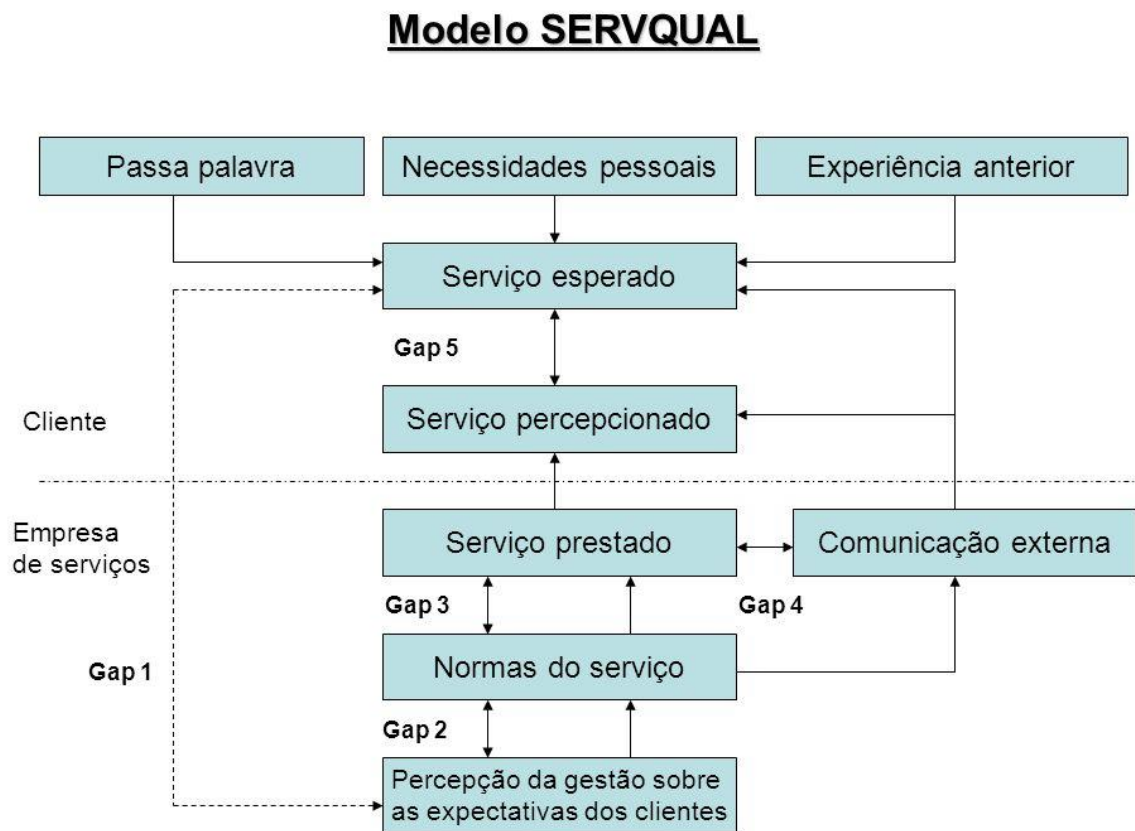 Modelo SERVQUAL
Passa palavra
Necessidades pessoais
Experiência anterior
Serviço esperado
Gap 5
Serviço percepcionado
Cliente
Empresa
de serviços
Serviço prestado
Comunicação externa
Gap 3
Gap 4
Normas do serviço
Gap 1
Gap 2
Percepção da gestão sobre
as expectativas dos clientes